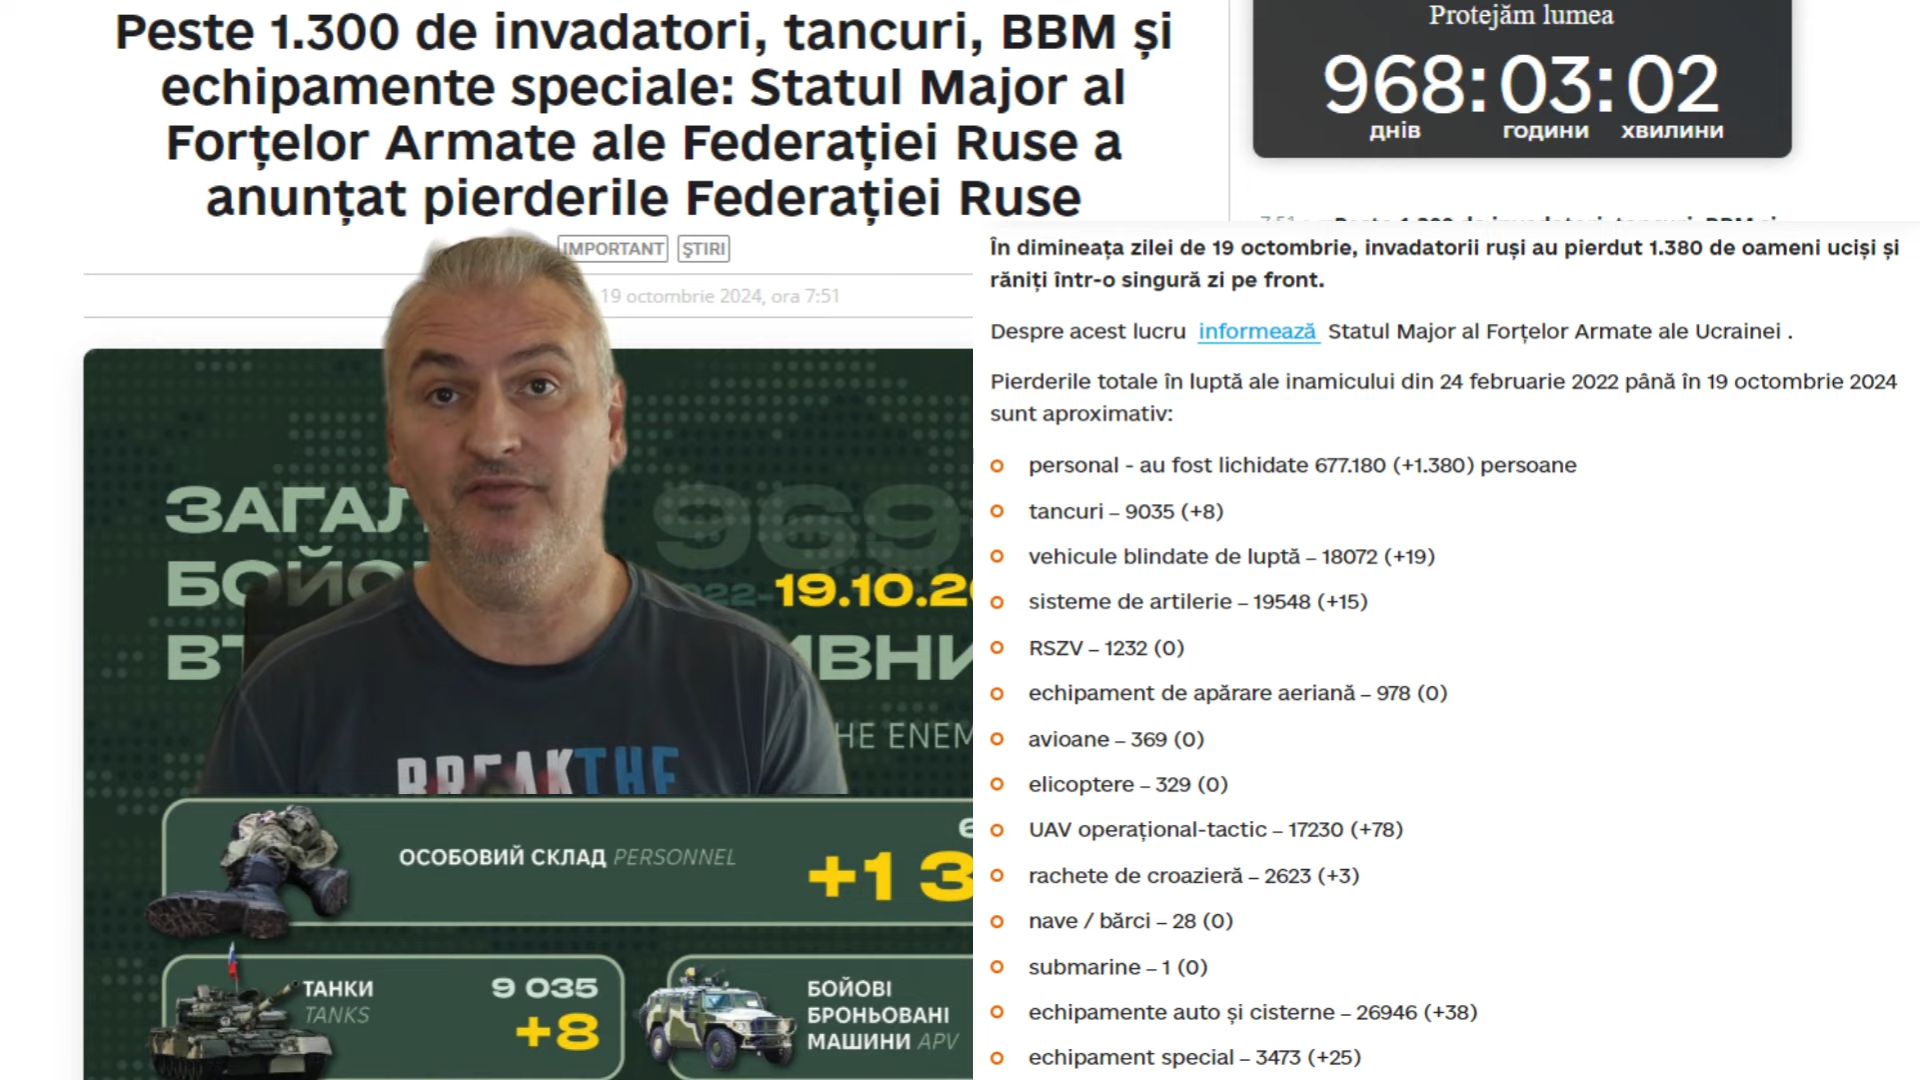 Peste 1.300 de invadatori, tancuri, BBM și
echipamente speciale: Statul Major al
Forțelor Armate ale Federației Ruse a
anunțat pierderile Federației Ruse
IMPORTANT ŞTIRI
19 octombrie 2024, ora 7:51
Protejăm lumea
968:03:02
днів години хвилини
În dimineața zilei de 19 octombrie, invadatorii ruși au pierdut 1.380 de oameni uciși și
răniți într-o singură zi pe front.
Despre acest lucru informează Statul Major al Forțelor Armate ale Ucrainei .
Pierderile totale în luptă ale inamicului din 24 februarie 2022 până în 19 octombrie 2024
sunt aproximativ:
personal - au fost lichidate 677.180 (+1.380) persoane
tancuri – 9035 (+8)
vehicule blindate de luptă – 18072 (+19)
sisteme de artilerie – 19548 (+15)
RSZV – 1232 (0)
echipament de apărare aeriană – 978 (0)
avioane – 369 (0)
elicoptere – 329 (0)
UAV operațional-tactic – 17230 (+78)
rachete de croazieră – 2623 (+3)
nave / bărci – 28 (0)
submarine – 1 (0)
echipamente auto și cisterne – 26946 (+38)
echipament special – 3473 (+25)
969
19.10.2
BREAKTHE
ОСОБОВИЙ СКЛАД PERSONNEL
+1 3
ТАНКИ
TANKS
9 035
+8
БОЙОВІ
БРОНЬОВАНІ
МАШИНИ APV